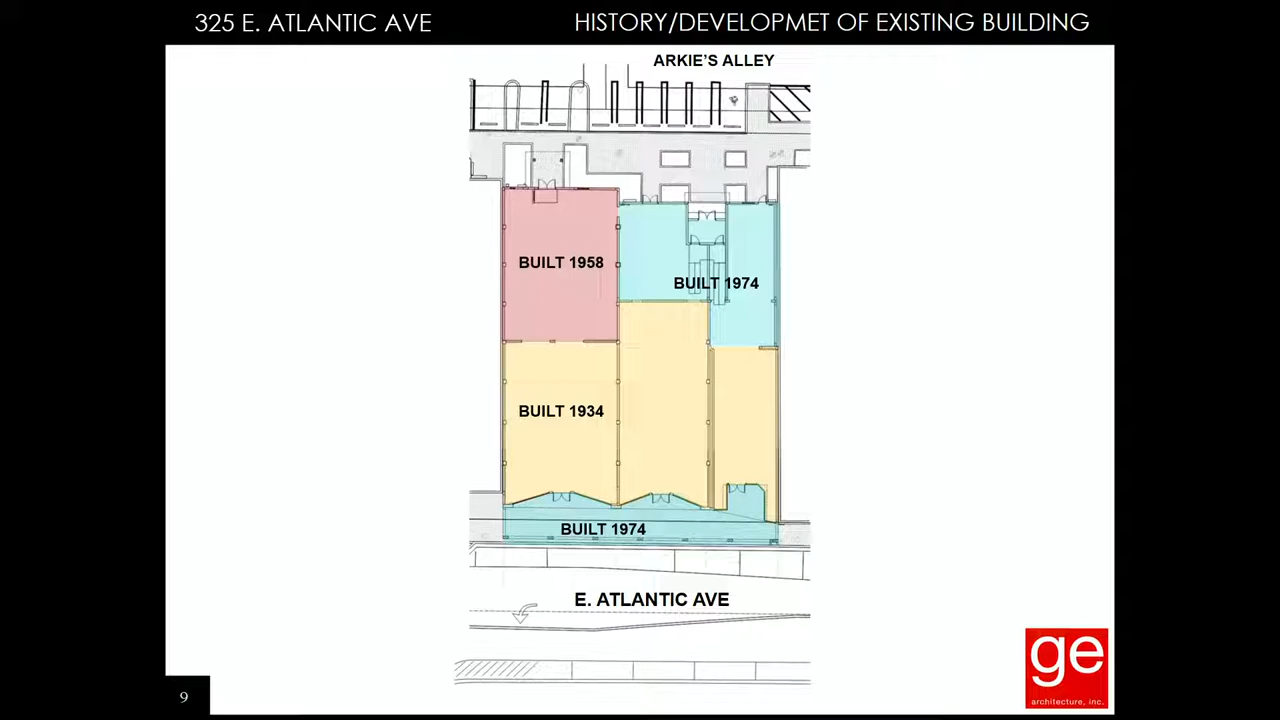 325 E. ATLANTIC AVE
HISTORY/DEVELOPMET OF EXISTING BUILDING
ARKIE'S ALLEY
BUILT 1958
BUILT 1974
BUILT 1934
BUILT 1974
E. ATLANTIC AVE
ge
architecture, inc.
9